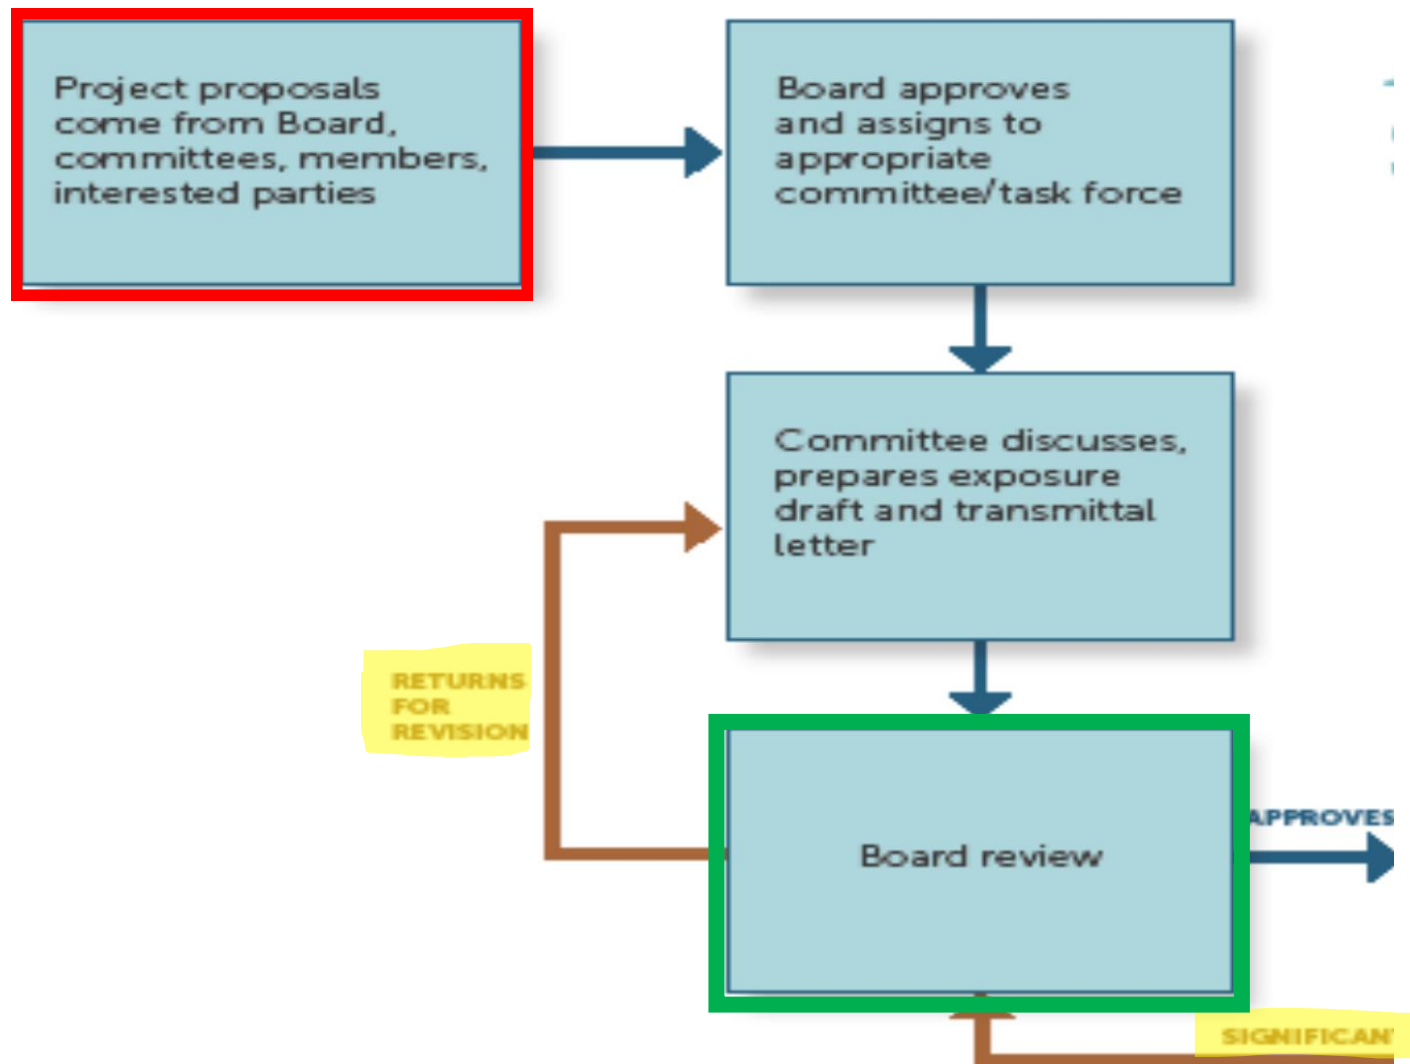 Project proposals
come from Board,
committees, members,
interested parties
Board approves
and assigns to
appropriate
committee/task force
Committee discusses,
prepares exposure
draft and transmittal
letter
RETURNS
FOR
REVISION
Board review
APPROVES